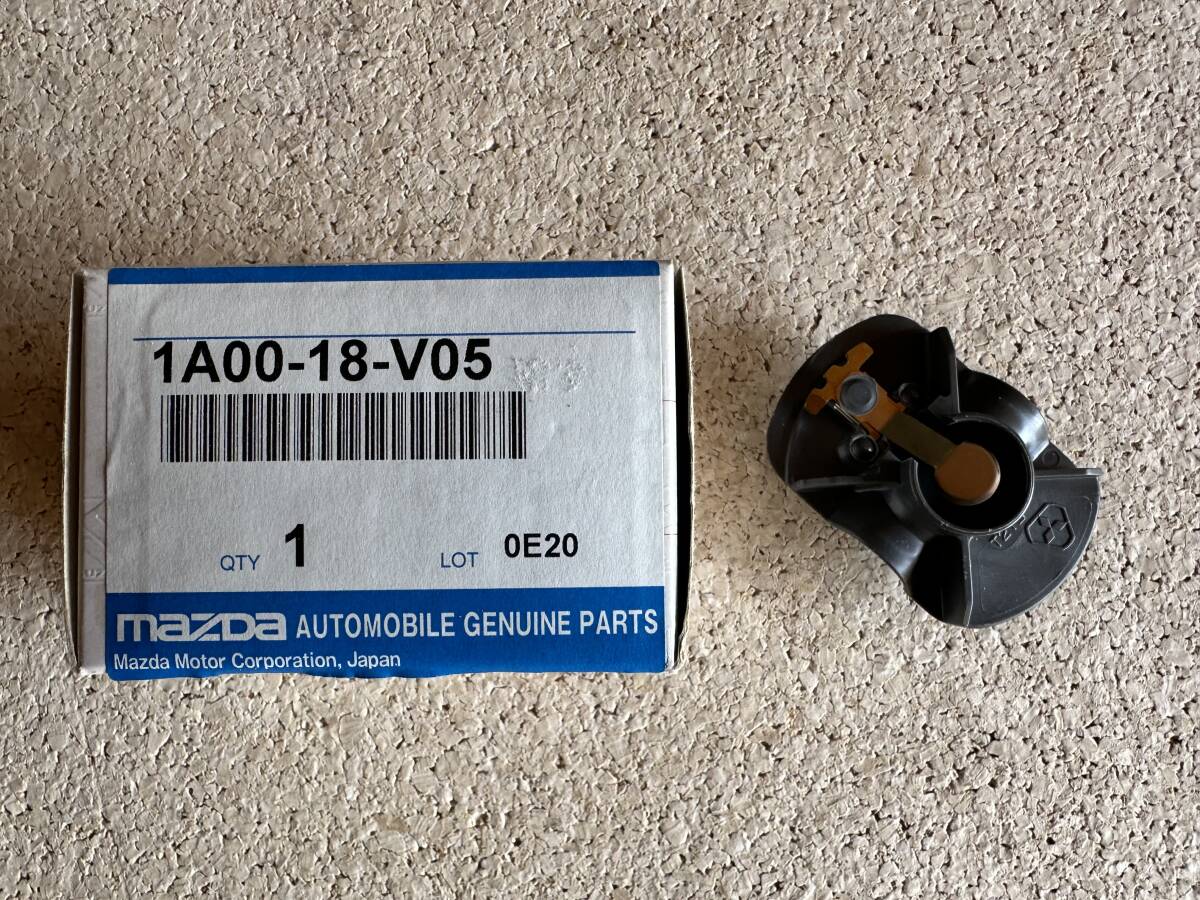 1A00-18-V05
QTY 1 LOT 0E20
mazda AUTOMOBILE GENUINE PARTS
Mazda Motor Corporation, Japan